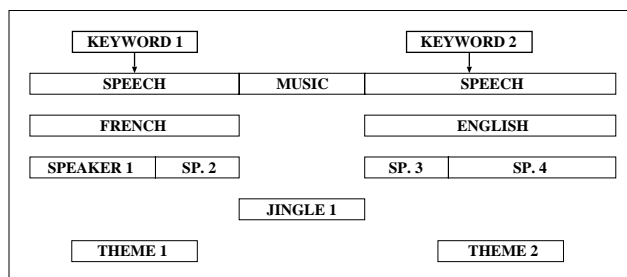 KEYWORD 1 KEYWORD 2
SPEECH MUSIC SPEECH
FRENCH ENGLISH
SPEAKER 1 SP. 2 SP. 3 SP. 4
JINGLE 1
THEME 1 THEME 2